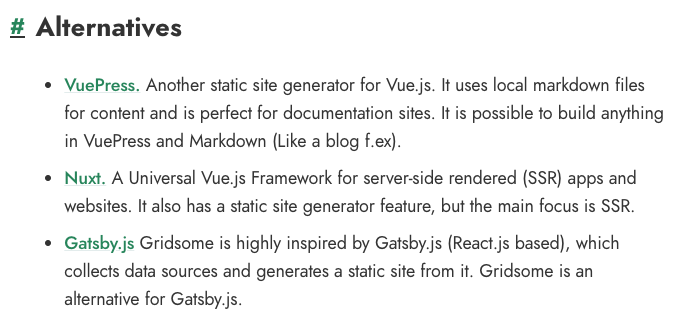 # Alternatives
• VuePress. Another static site generator for Vue.js. It uses local markdown files
for content and is perfect for documentation sites. It is possible to build anything
in VuePress and Markdown (Like a blog f.ex).
• Nuxt. A Universal Vue.js Framework for server-side rendered (SSR) apps and
websites. It also has a static site generator feature, but the main focus is SSR.
• Gatsby.js Gridsome is highly inspired by Gatsby.js (React.js based), which
collects data sources and generates a static site from it. Gridsome is an
alternative for Gatsby.js.